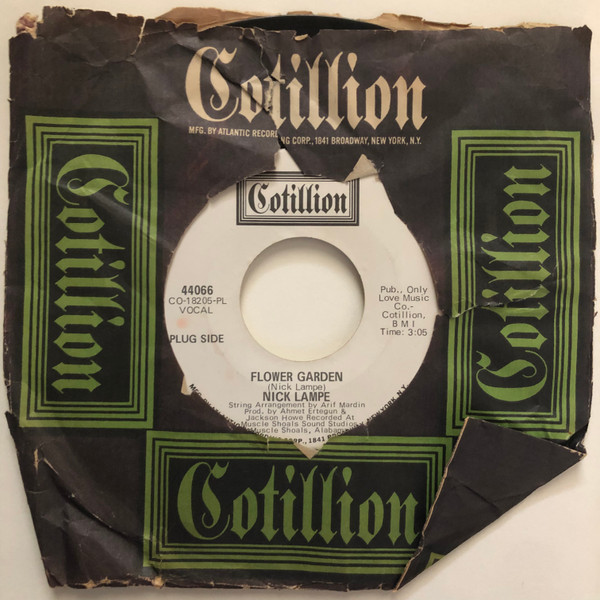 Cotillion
MFG. BY ATLANTIC RECORDING CORP., 1841 BROADWAY, NEW YORK, N.Y.
Cotillion
Cotillion
Cotillion
44066
CO-18205-PL
VOCAL
PLUG SIDE
Pub., Only
Love Music
Co.-
Cotillion,
BMI
Time: 3:05
FLOWER GARDEN
(Nick Lampe)
NICK LAMPE
String Arrangement by Arif Mardin
Prod. by Ahmet Ertegun &
Jackson Howe Recorded At
Muscle Shoals Sound Studios
Muscle Shoals, Alabama
CORP., 1841 BROADWAY
N.Y.
Cotillion